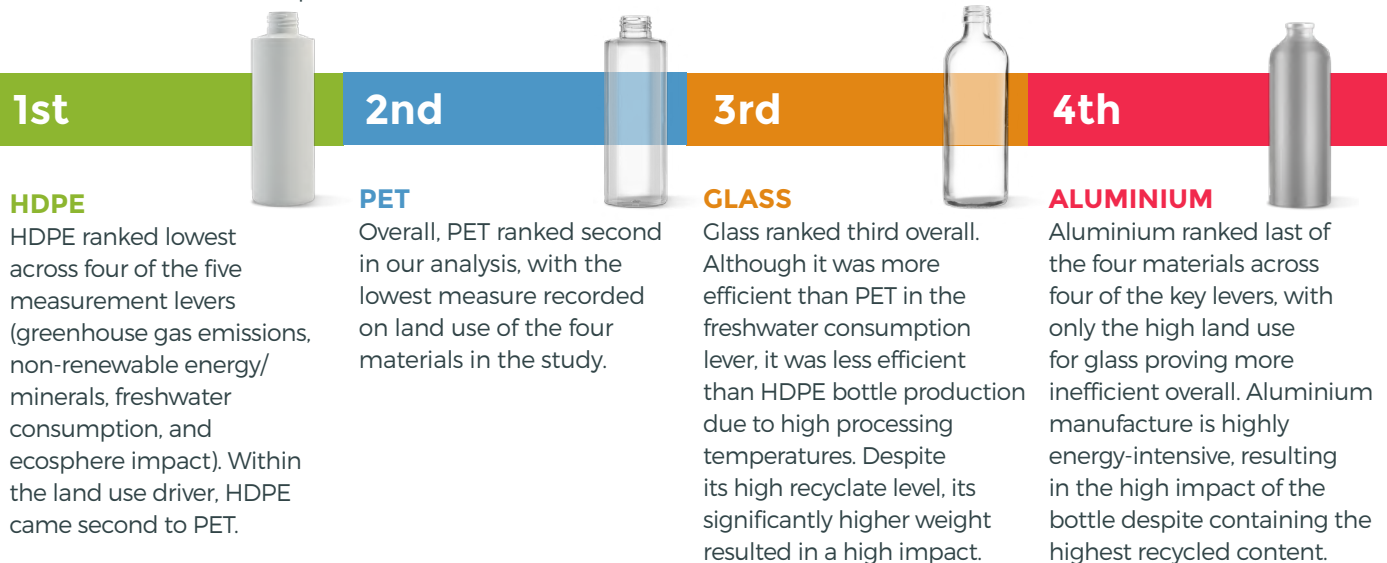 1st
HDPE
HDPE ranked lowest
across four of the five
measurement levers
(greenhouse gas emissions,
non-renewable energy/
minerals, freshwater
consumption, and
ecosphere impact). Within
the land use driver, HDPE
came second to PET.
2nd
PET
Overall, PET ranked second
in our analysis, with the
lowest measure recorded
on land use of the four
materials in the study.
3rd
GLASS
Glass ranked third overall.
Although it was more
efficient than PET in the
freshwater consumption
lever, it was less efficient
than HDPE bottle production
due to high processing
temperatures. Despite
its high recyclate level, its
significantly higher weight
resulted in a high impact.
4th
ALUMINIUM
Aluminium ranked last of
the four materials across
four of the key levers, with
only the high land use
for glass proving more
inefficient overall. Aluminium
manufacture is highly
energy-intensive, resulting
in the high impact of the
bottle despite containing the
highest recycled content.